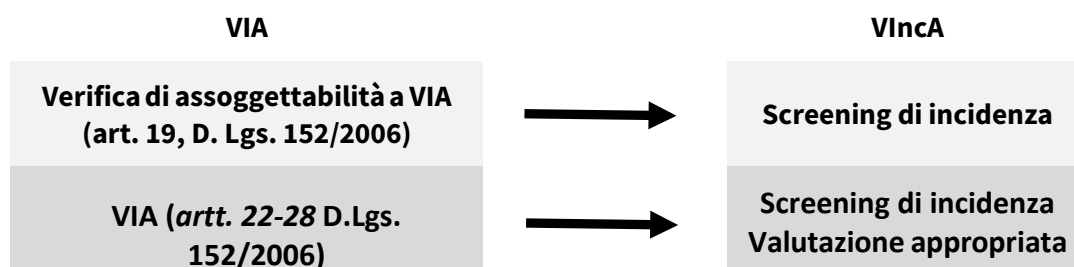 VIA
VIncA
Verifica di assoggettabilità a VIA
(art. 19, D. Lgs. 152/2006)
Screening di incidenza
VIA (artt. 22-28 D.Lgs.
152/2006)
Screening di incidenza
Valutazione appropriata